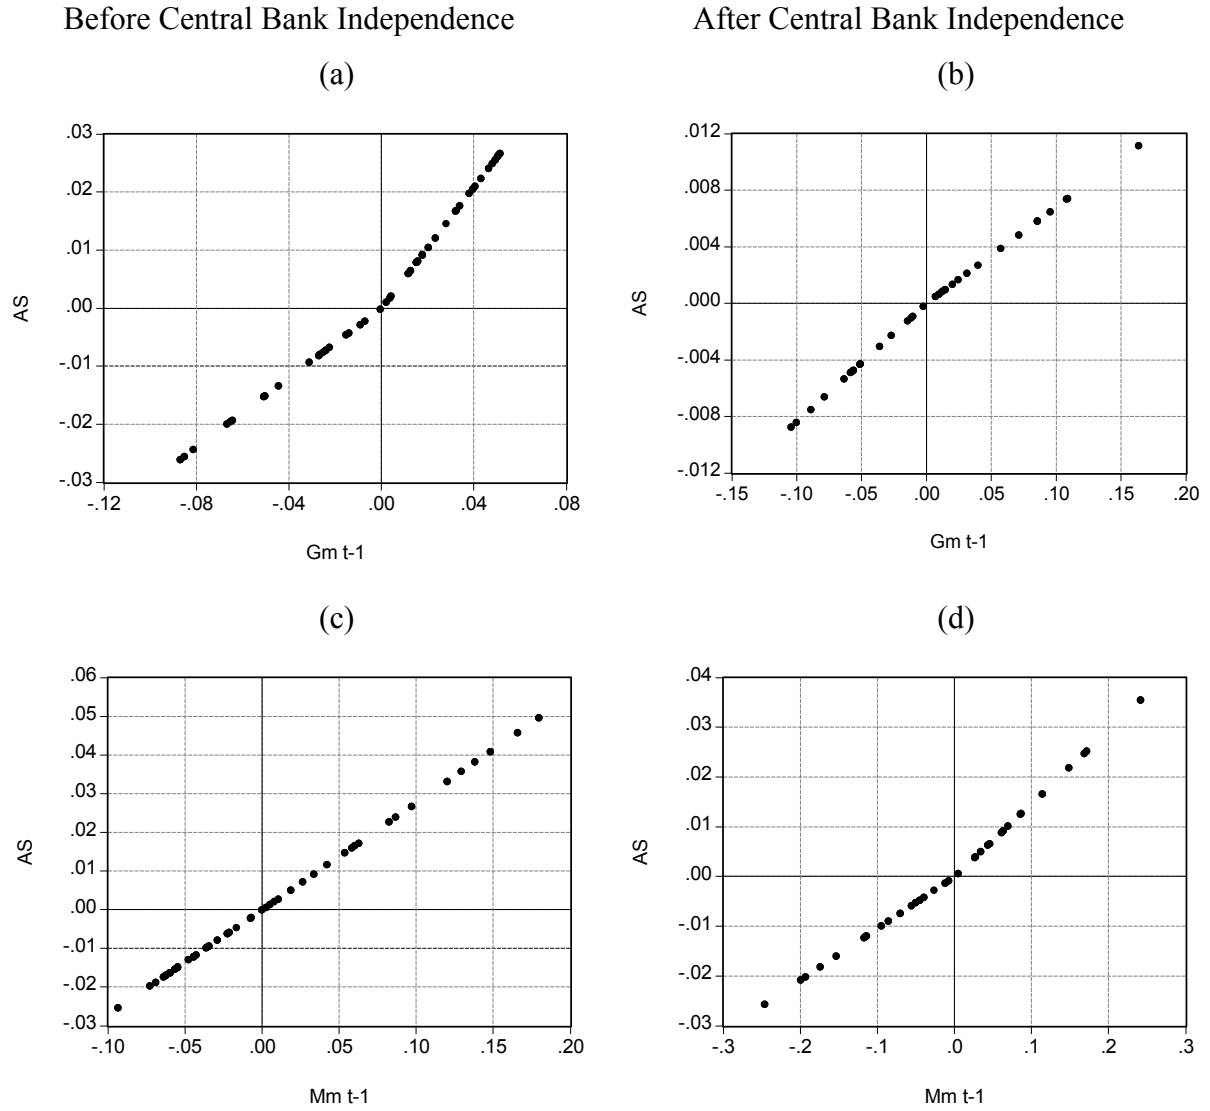 Before Central Bank Independence
After Central Bank Independence
(a)
(b)
.03
.02
.01
.00
-.01
-.02
-.03
AS
-.12 -.08 -.04 .00 .04 .08
Gm t-1
.012
.008
.004
.000
-.004
-.008
-.012
AS
-.15 -.10 -.05 .00 .05 .10 .15 .20
Gm t-1
(c)
(d)
.06
.05
.04
.03
.02
.01
.00
-.01
-.02
-.03
AS
-.10 -.05 .00 .05 .10 .15 .20
Mm t-1
.04
.03
.02
.01
.00
-.01
-.02
-.03
AS
-.3 -.2 -.1 .0 .1 .2 .3
Mm t-1